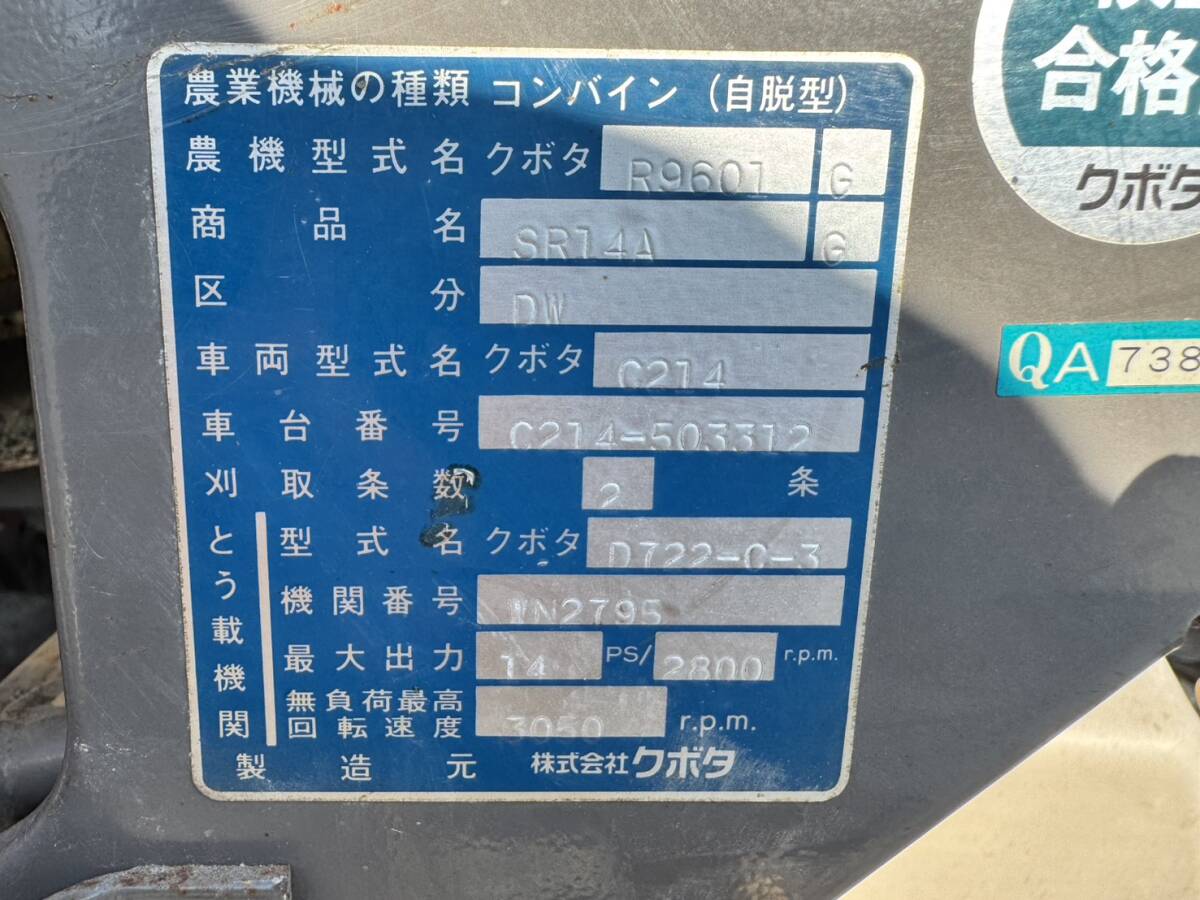 農業機械の種類 コンバイン (自脱型)
農機型式名 クボタ R9601 G
商品名 SR14A G
区分 DW
車両型式名 クボタ C214
車台番号 C214-503312
刈取条数 2 条
とう載機関
型式名 クボタ D722-C-3
機関番号 WN2795
最大出力 14 PS/ 2800 r.p.m.
無負荷最高回転速度 3050 r.p.m.
製造元 株式会社クボタ
合格
クボタ
QA 738